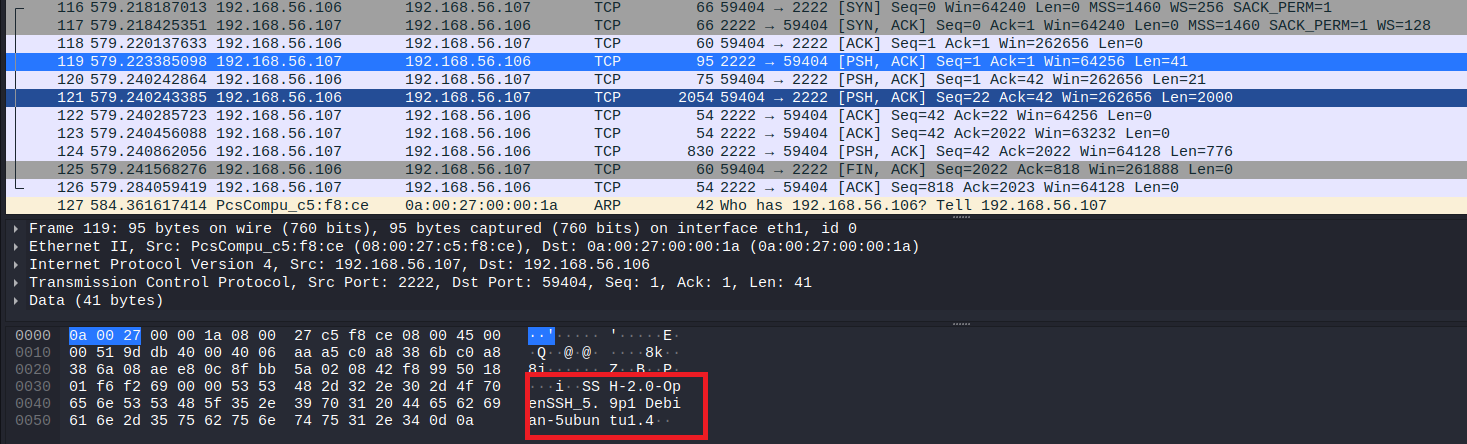 116 579.218187013 192.168.56.106 192.168.56.107 TCP 66 59404 → 2222 [SYN] Seq=0 Win=64240 Len=0 MSS=1460 WS=256 SACK_PERM=1
117 579.218425351 192.168.56.107 192.168.56.106 TCP 66 2222 → 59404 [SYN, ACK] Seq=0 Ack=1 Win=64240 Len=0 MSS=1460 SACK_PERM=1 WS=128
118 579.220137633 192.168.56.106 192.168.56.107 TCP 60 59404 → 2222 [ACK] Seq=1 Ack=1 Win=262656 Len=0
119 579.223385098 192.168.56.107 192.168.56.106 TCP 95 2222 → 59404 [PSH, ACK] Seq=1 Ack=1 Win=64256 Len=41
120 579.240242864 192.168.56.106 192.168.56.107 TCP 75 59404 → 2222 [PSH, ACK] Seq=1 Ack=42 Win=262656 Len=21
121 579.240243385 192.168.56.106 192.168.56.107 TCP 2054 59404 → 2222 [PSH, ACK] Seq=22 Ack=42 Win=262656 Len=2000
122 579.240285723 192.168.56.107 192.168.56.106 TCP 54 2222 → 59404 [ACK] Seq=42 Ack=22 Win=64256 Len=0
123 579.240456088 192.168.56.107 192.168.56.106 TCP 54 2222 → 59404 [ACK] Seq=42 Ack=2022 Win=63232 Len=0
124 579.240862056 192.168.56.107 192.168.56.106 TCP 830 2222 → 59404 [PSH, ACK] Seq=42 Ack=2022 Win=64128 Len=776
125 579.241568276 192.168.56.106 192.168.56.107 TCP 60 59404 → 2222 [FIN, ACK] Seq=2022 Ack=818 Win=261888 Len=0
126 579.284059419 192.168.56.107 192.168.56.106 TCP 54 2222 → 59404 [ACK] Seq=818 Ack=2023 Win=64128 Len=0
127 584.361617414 PcsCompu_c5:f8:ce 0a:00:27:00:00:1a ARP 42 Who has 192.168.56.106? Tell 192.168.56.107
Frame 119: 95 bytes on wire (760 bits), 95 bytes captured (760 bits) on interface eth1, id 0
Ethernet II, Src: PcsCompu_c5:f8:ce (08:00:27:c5:f8:ce), Dst: 0a:00:27:00:00:1a (0a:00:27:00:00:1a)
Internet Protocol Version 4, Src: 192.168.56.107, Dst: 192.168.56.106
Transmission Control Protocol, Src Port: 2222, Dst Port: 59404, Seq: 1, Ack: 1, Len: 41
Data (41 bytes)
0000 0a 00 27 00 00 1a 08 00 27 c5 f8 ce 08 00 45 00 ··'····· '·····E·
0010 00 51 9d db 40 00 40 06 aa a5 c0 a8 38 6b c0 a8 ·Q··@·@· ····8k··
0020 38 6a 08 ae e8 0c 8f bb 5a 02 08 42 f8 99 50 18 8j······ Z··B··P·
0030 01 f6 f2 69 00 00 53 53 48 2d 32 2e 30 2d 4f 70 ···i··SS H-2.0-Op
0040 65 6e 53 53 48 5f 35 2e 39 70 31 20 44 65 62 69 enSSH_5. 9p1 Debi
0050 61 6e 2d 35 75 62 75 6e 74 75 31 2e 34 0d 0a an-5ubun tu1.4··